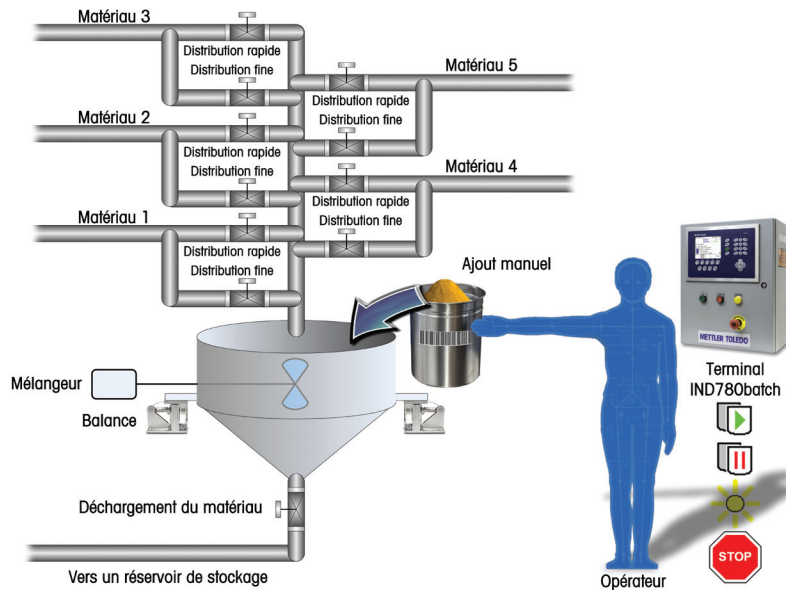 Matériau 3
Distribution rapide
Distribution fine
Matériau 5
Distribution rapide
Distribution fine
Matériau 2
Distribution rapide
Distribution fine
Matériau 4
Distribution rapide
Distribution fine
Matériau 1
Distribution rapide
Distribution fine
Ajout manuel
METTLER TOLEDO
Terminal
IND780batch
Mélangeur
Balance
Déchargement du matériau
Vers un réservoir de stockage
Opérateur
STOP